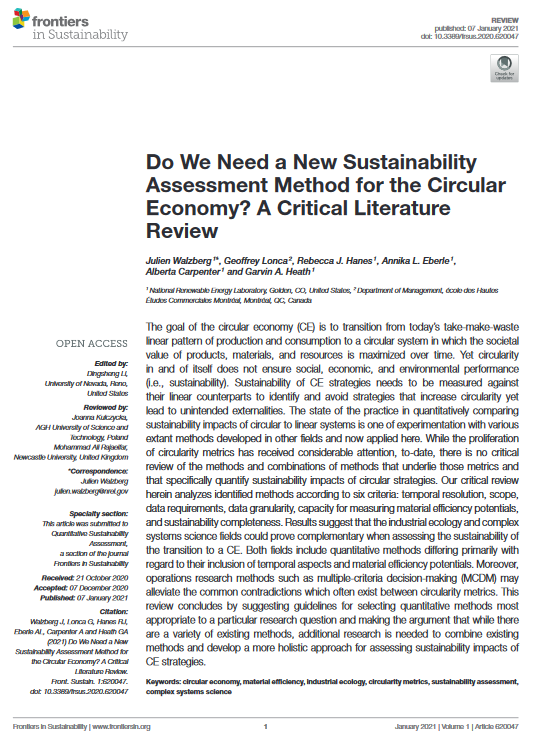 frontiers
in Sustainability
REVIEW
published: 07 January 2021
doi: 10.3389/frsus.2020.620047
Check for
updates
Do We Need a New Sustainability
Assessment Method for the Circular
Economy? A Critical Literature
Review
Julien Walzberg1*, Geoffrey Lonca2, Rebecca J. Hanes1, Annika L. Eberle1,
Alberta Carpenter1 and Garvin A. Heath1
1 National Renewable Energy Laboratory, Golden, CO, United States, 2 Department of Management, école des Hautes
Études Commerciales Montréal, Montréal, QC, Canada
OPEN ACCESS
Edited by:
Dingsheng Li,
University of Nevada, Reno,
United States
Reviewed by:
Joanna Kulczycka,
AGH University of Science and
Technology, Poland
Mohammad Ali Rajaeifar,
Newcastle University, United Kingdom
*Correspondence:
Julien Walzberg
julien.walzberg@nrel.gov
Specialty section:
This article was submitted to
Quantitative Sustainability
Assessment,
a section of the journal
Frontiers in Sustainability
Received: 21 October 2020
Accepted: 07 December 2020
Published: 07 January 2021
Citation:
Walzberg J, Lonca G, Hanes RJ,
Eberle AL, Carpenter A and Heath GA
(2021) Do We Need a New
Sustainability Assessment Method for
the Circular Economy? A Critical
Literature Review.
Front. Sustain. 1:620047.
doi: 10.3389/frsus.2020.620047
The goal of the circular economy (CE) is to transition from today's take-make-waste
linear pattern of production and consumption to a circular system in which the societal
value of products, materials, and resources is maximized over time. Yet circularity
in and of itself does not ensure social, economic, and environmental performance
(i.e., sustainability). Sustainability of CE strategies needs to be measured against
their linear counterparts to identify and avoid strategies that increase circularity yet
lead to unintended externalities. The state of the practice in quantitatively comparing
sustainability impacts of circular to linear systems is one of experimentation with various
extant methods developed in other fields and now applied here. While the proliferation
of circularity metrics has received considerable attention, to-date, there is no critical
review of the methods and combinations of methods that underlie those metrics and
that specifically quantify sustainability impacts of circular strategies. Our critical review
herein analyzes identified methods according to six criteria: temporal resolution, scope,
data requirements, data granularity, capacity for measuring material efficiency potentials,
and sustainability completeness. Results suggest that the industrial ecology and complex
systems science fields could prove complementary when assessing the sustainability of
the transition to a CE. Both fields include quantitative methods differing primarily with
regard to their inclusion of temporal aspects and material efficiency potentials. Moreover,
operations research methods such as multiple-criteria decision-making (MCDM) may
alleviate the common contradictions which often exist between circularity metrics. This
review concludes by suggesting guidelines for selecting quantitative methods most
appropriate to a particular research question and making the argument that while there
are a variety of existing methods, additional research is needed to combine existing
methods and develop a more holistic approach for assessing sustainability impacts of
CE strategies.
Keywords: circular economy, material efficiency, industrial ecology, circularity metrics, sustainability assessment,
complex systems science
Frontiers in Sustainability | www.frontiersin.org
1
January 2021 | Volume 1 | Article 620047